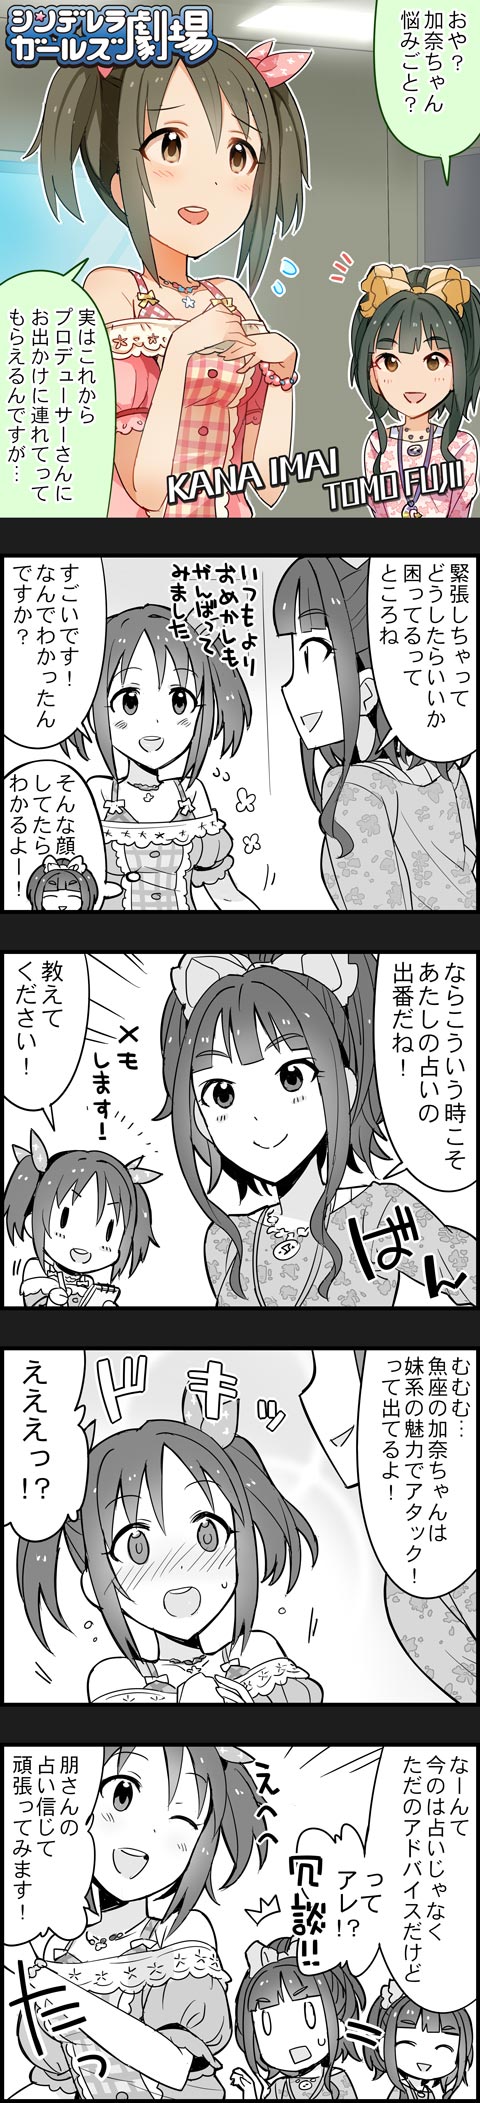 シンデレラ
ガールズ劇場
おや?
加奈ちゃん
悩みごと?
実はこれから
プロデューサーさんに
お出かけに連れてって
もらえるんですが…
KANA IMAI
TOMO FUJII
緊張しちゃって
どうしたらいいか
困ってるって
ところね
いつもより
おめかしも
がんばって
みました
すごいです!
なんでわかったん
ですか?
そんな顔
してたら
わかるよー!
ならこういう時こそ
あたしの占いの
出番だね!
ばん
メモ
します!
教えて
ください!
むむむ…
魚座の加奈ちゃんは
妹系の魅力でアタック!
って出てるよ!
ドキッ
えええっ!?
なーんて
今のは占いじゃなく
ただのアドバイスだけど
って
アレ!?
冗談!!
えへへ
朋さんの
占い信じて
頑張ってみます!
たっ